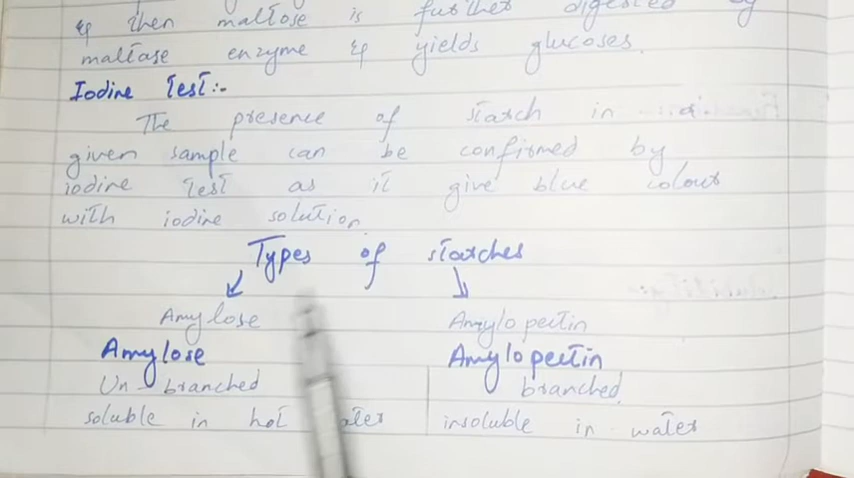 & then maltose is further digested by
maltase enzyme & yields glucoses.
Iodine Test:-
The presence of starch in a
given sample can be confirmed by
iodine test as it give blue colour
with iodine solution.
Types of starches
Amylose Amylopectin
Amylose Amylopectin
Un-branched branched.
soluble in hot insoluble in water